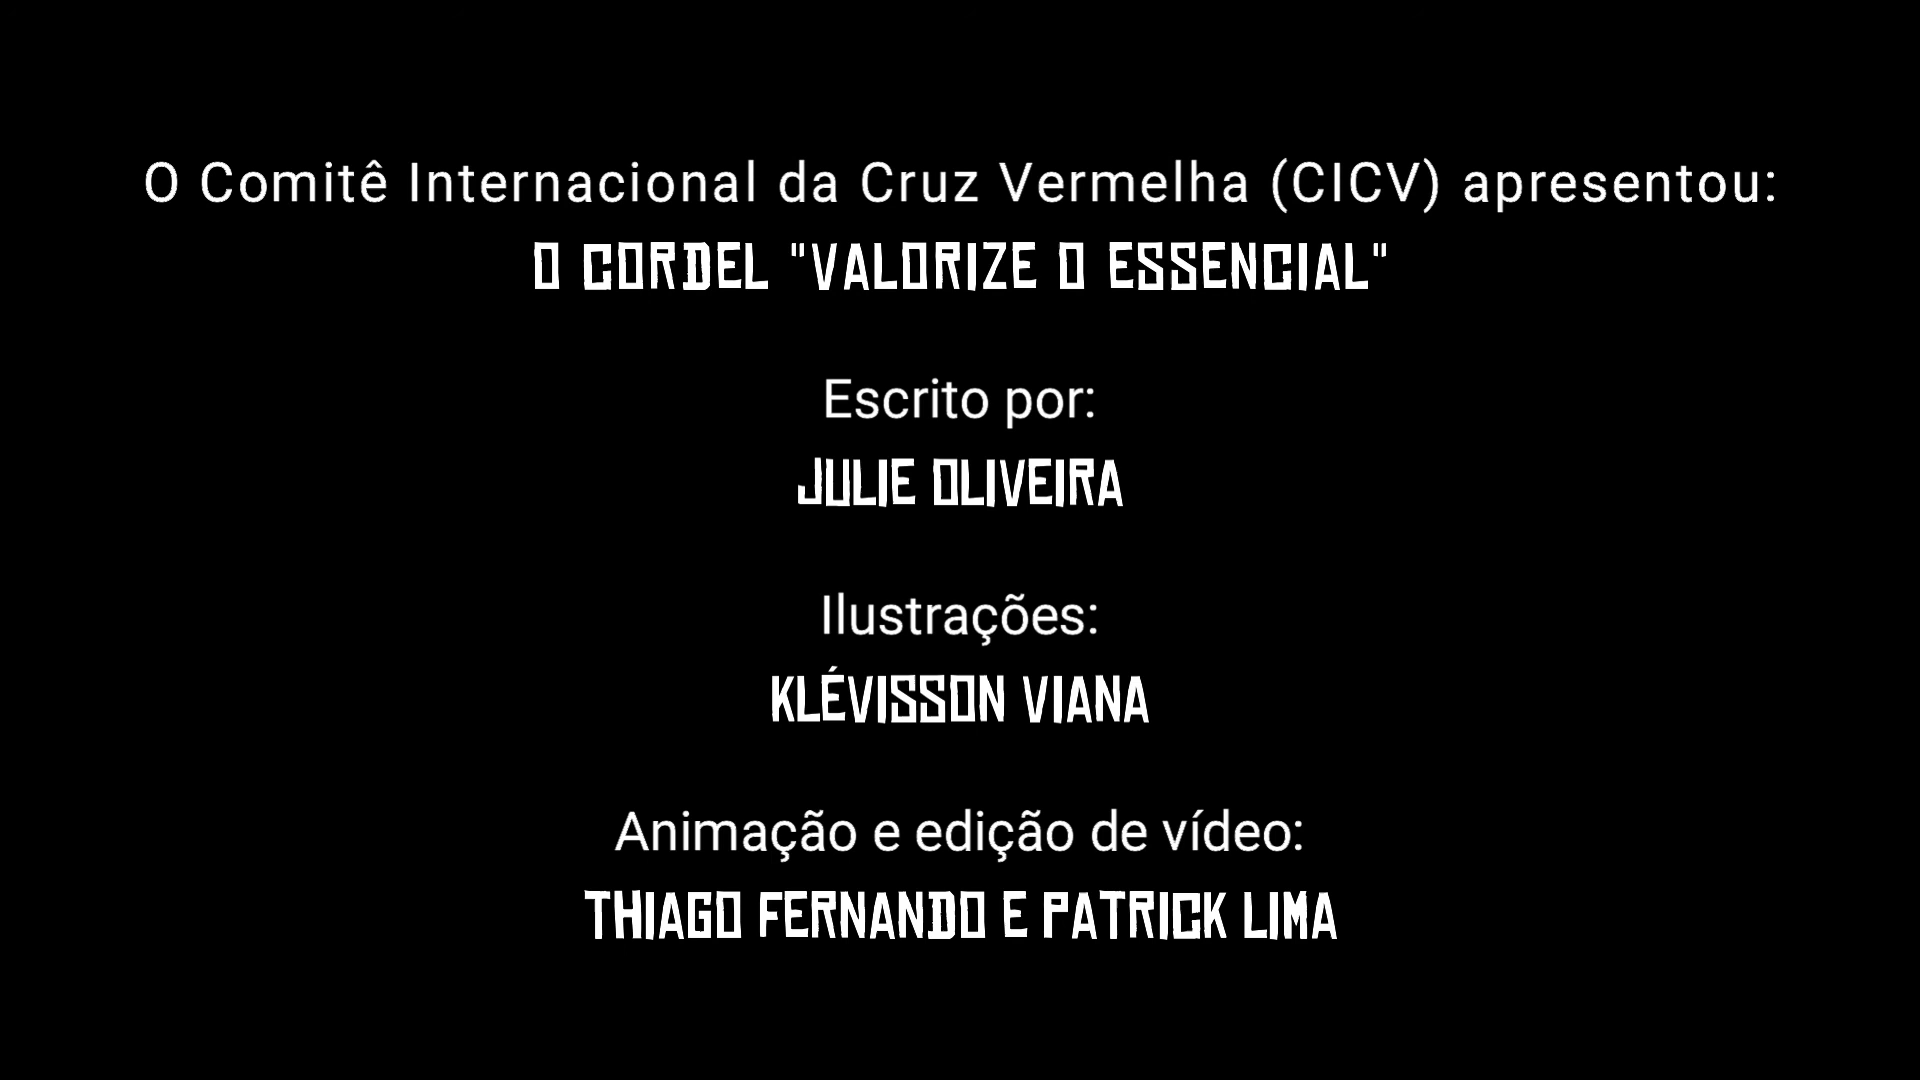 O Comitê Internacional da Cruz Vermelha (CICV) apresentou:
O CORDEL "VALORIZE O ESSENCIAL"
Escrito por:
JULIE OLIVEIRA
Ilustrações:
KLÉVISSON VIANA
Animação e edição de vídeo:
THIAGO FERNANDO E PATRICK LIMA